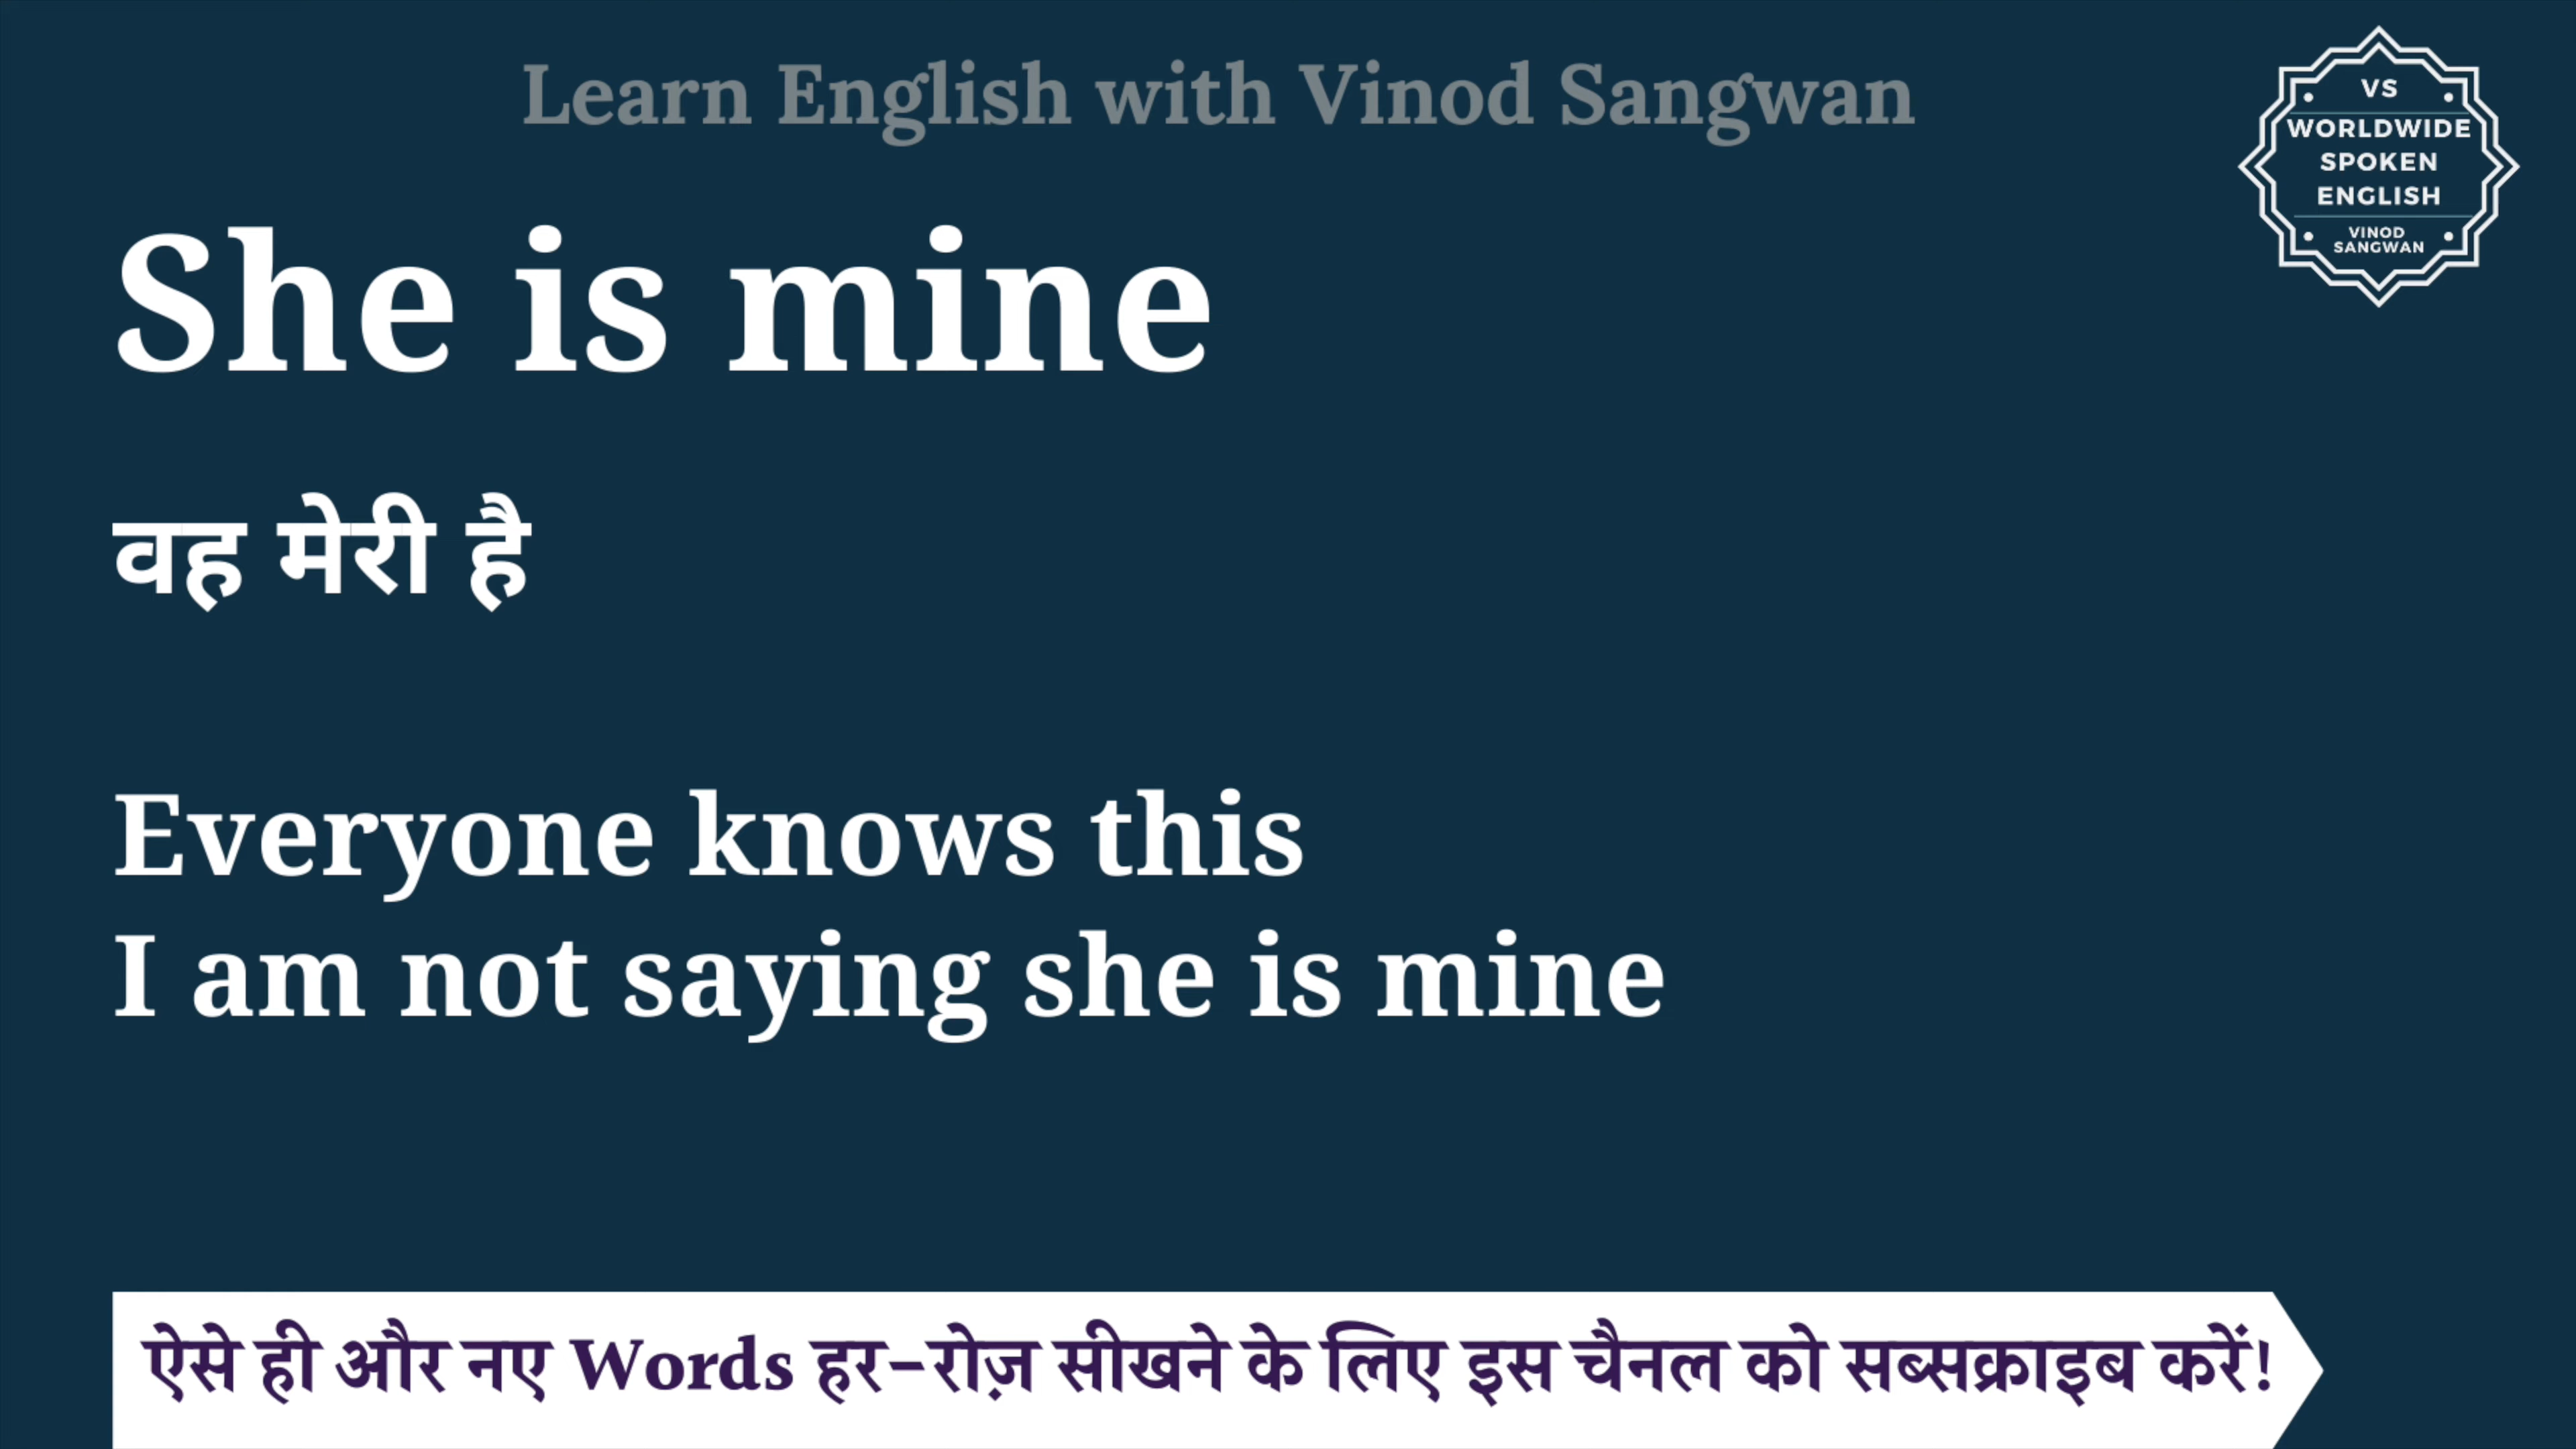 Learn English with Vinod Sangwan
VS
WORLDWIDE
SPOKEN
ENGLISH
VINOD
SANGWAN
She is mine
वह मेरी है
Everyone knows this
I am not saying she is mine
ऐसे ही और नए Words हर-रोज़ सीखने के लिए इस चैनल को सब्सक्राइब करें!